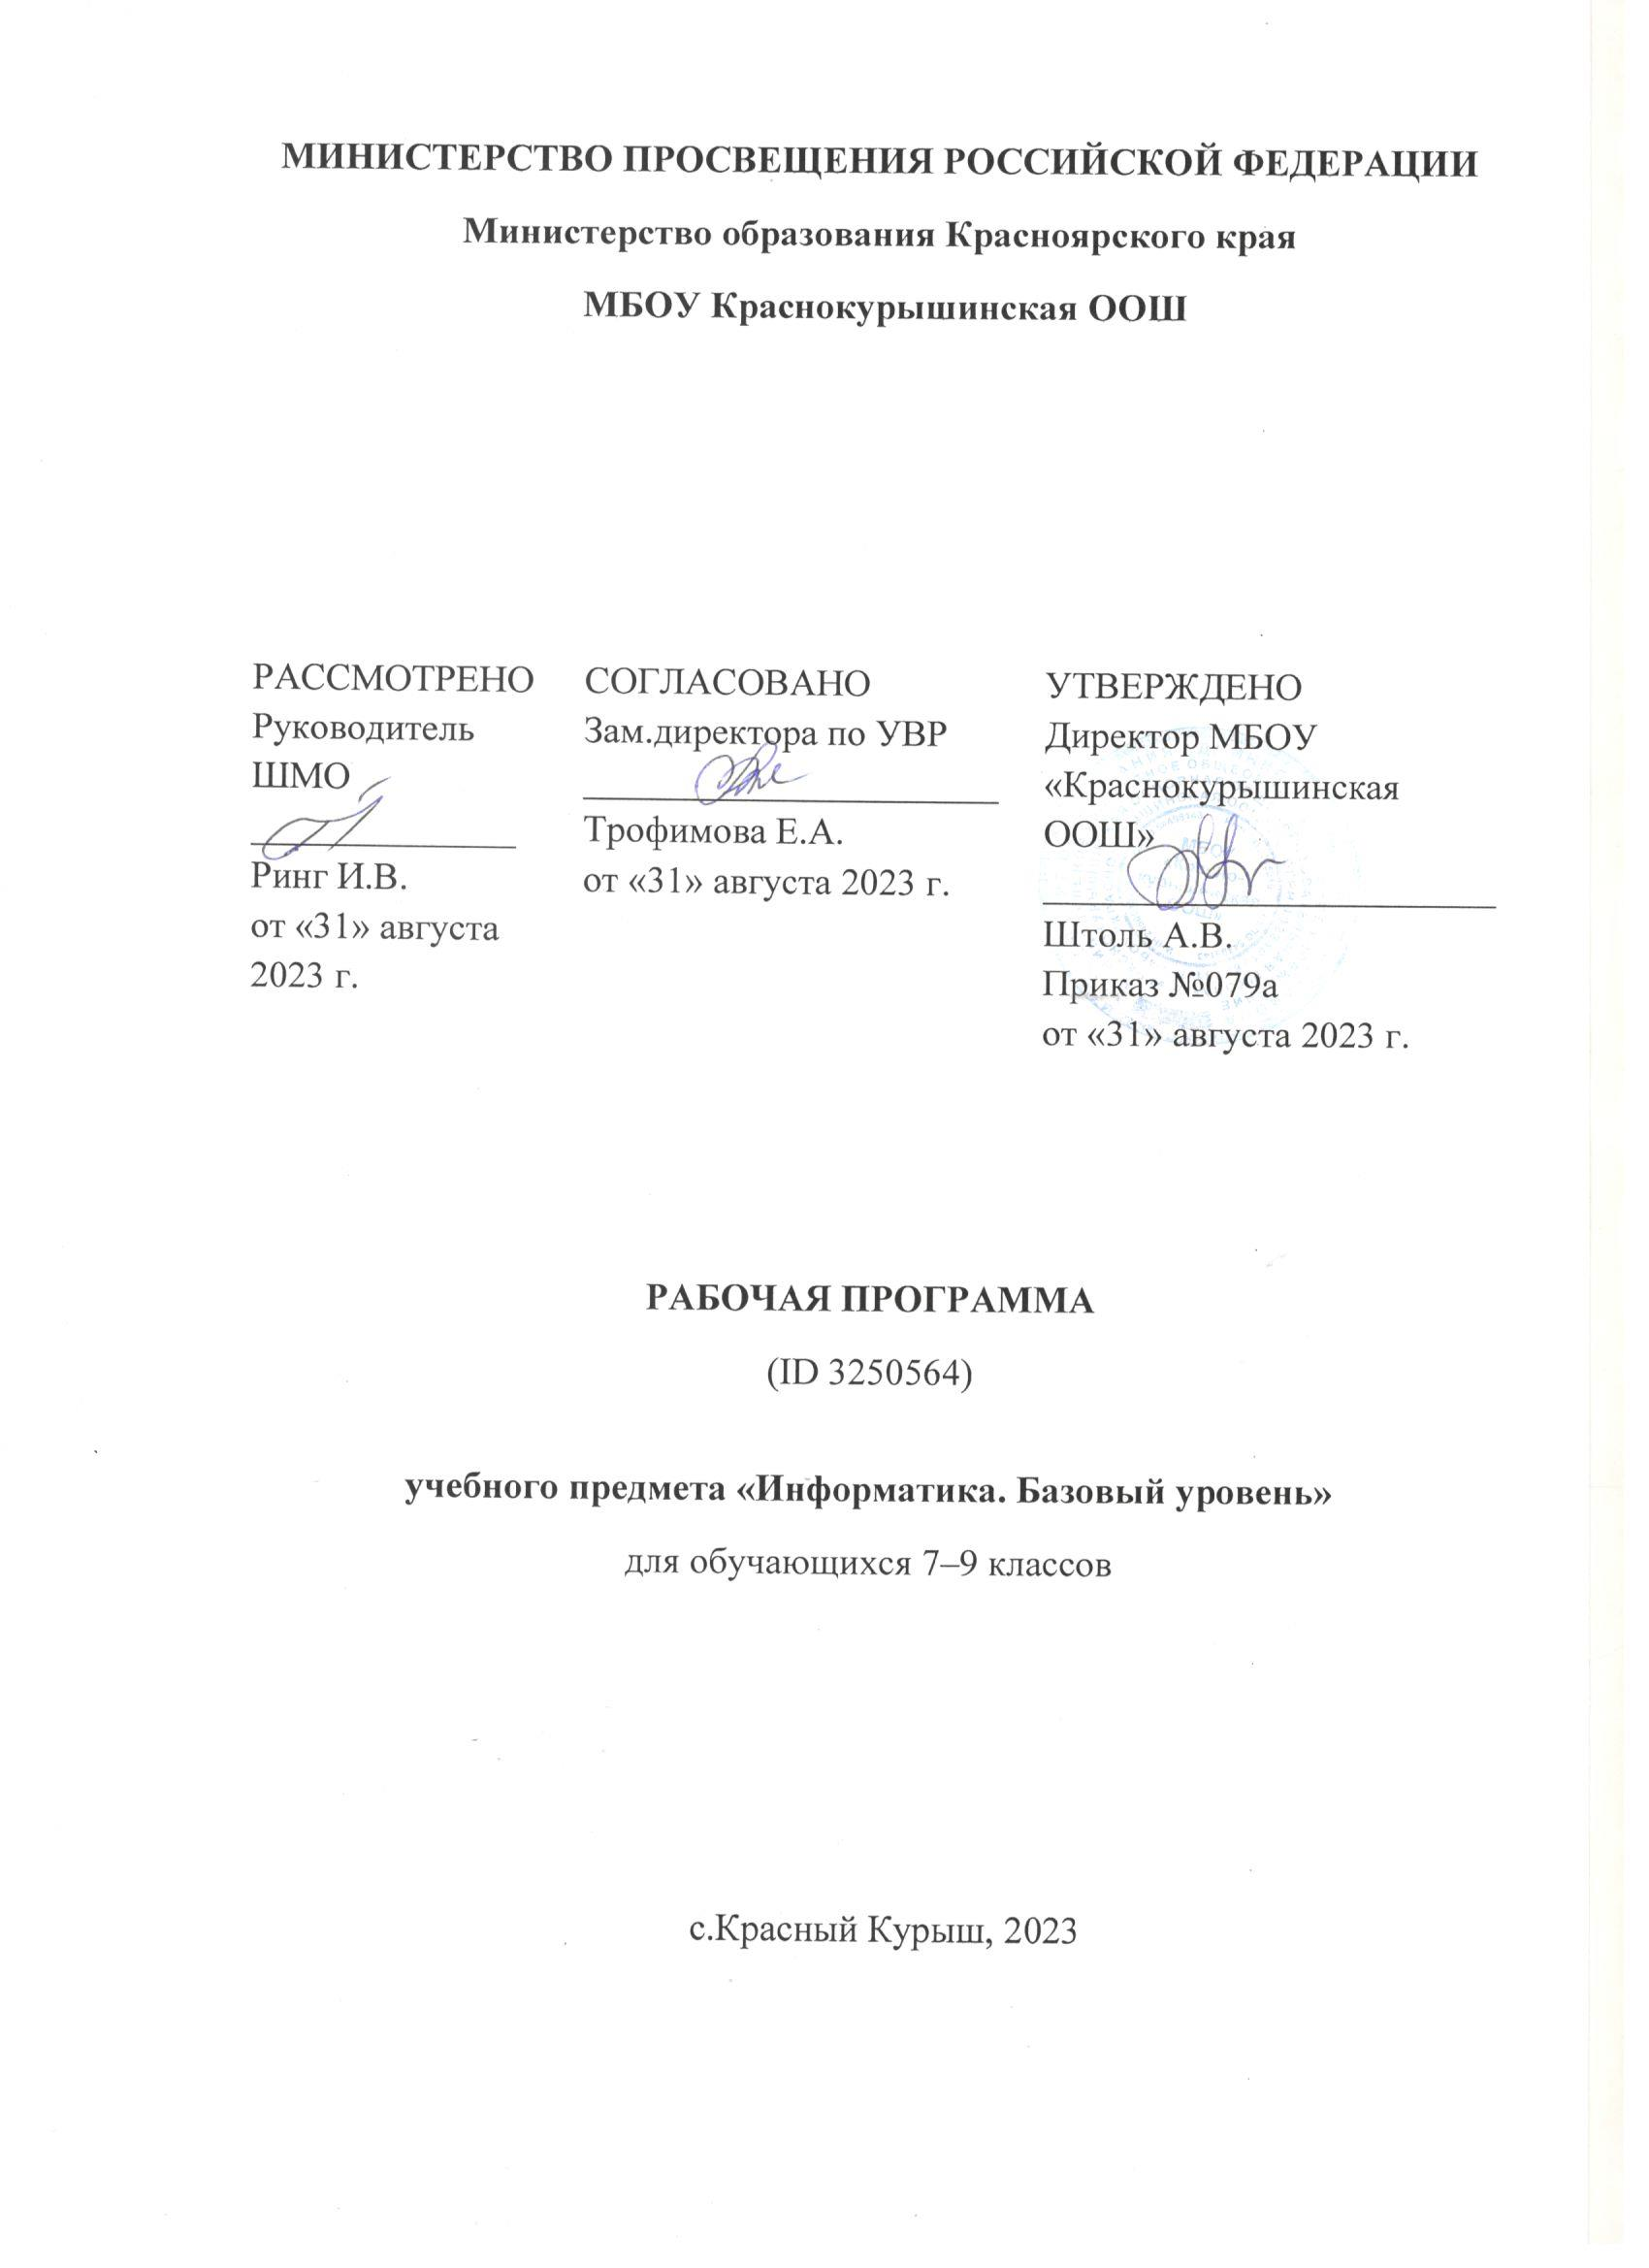 МИНИСТЕРСТВО ПРОСВЕЩЕНИЯ РОССИЙСКОЙ ФЕДЕРАЦИИ
Министерство образования Красноярского края
МБОУ Краснокурышинская ООШ
РАССМОТРЕНО
Руководитель
ШМО
Ринг И.В.
от «31» августа
2023 г.
СОГЛАСОВАНО
Зам.директора по УВР
Трофимова Е.А.
от «31» августа 2023 г.
УТВЕРЖДЕНО
Директор МБОУ
«Краснокурышинская
ООШ»
Штоль А.В.
Приказ №079а
от «31» августа 2023 г.
РАБОЧАЯ ПРОГРАММА
(ID 3250564)
учебного предмета «Информатика. Базовый уровень»
для обучающихся 7–9 классов
с.Красный Курыш, 2023